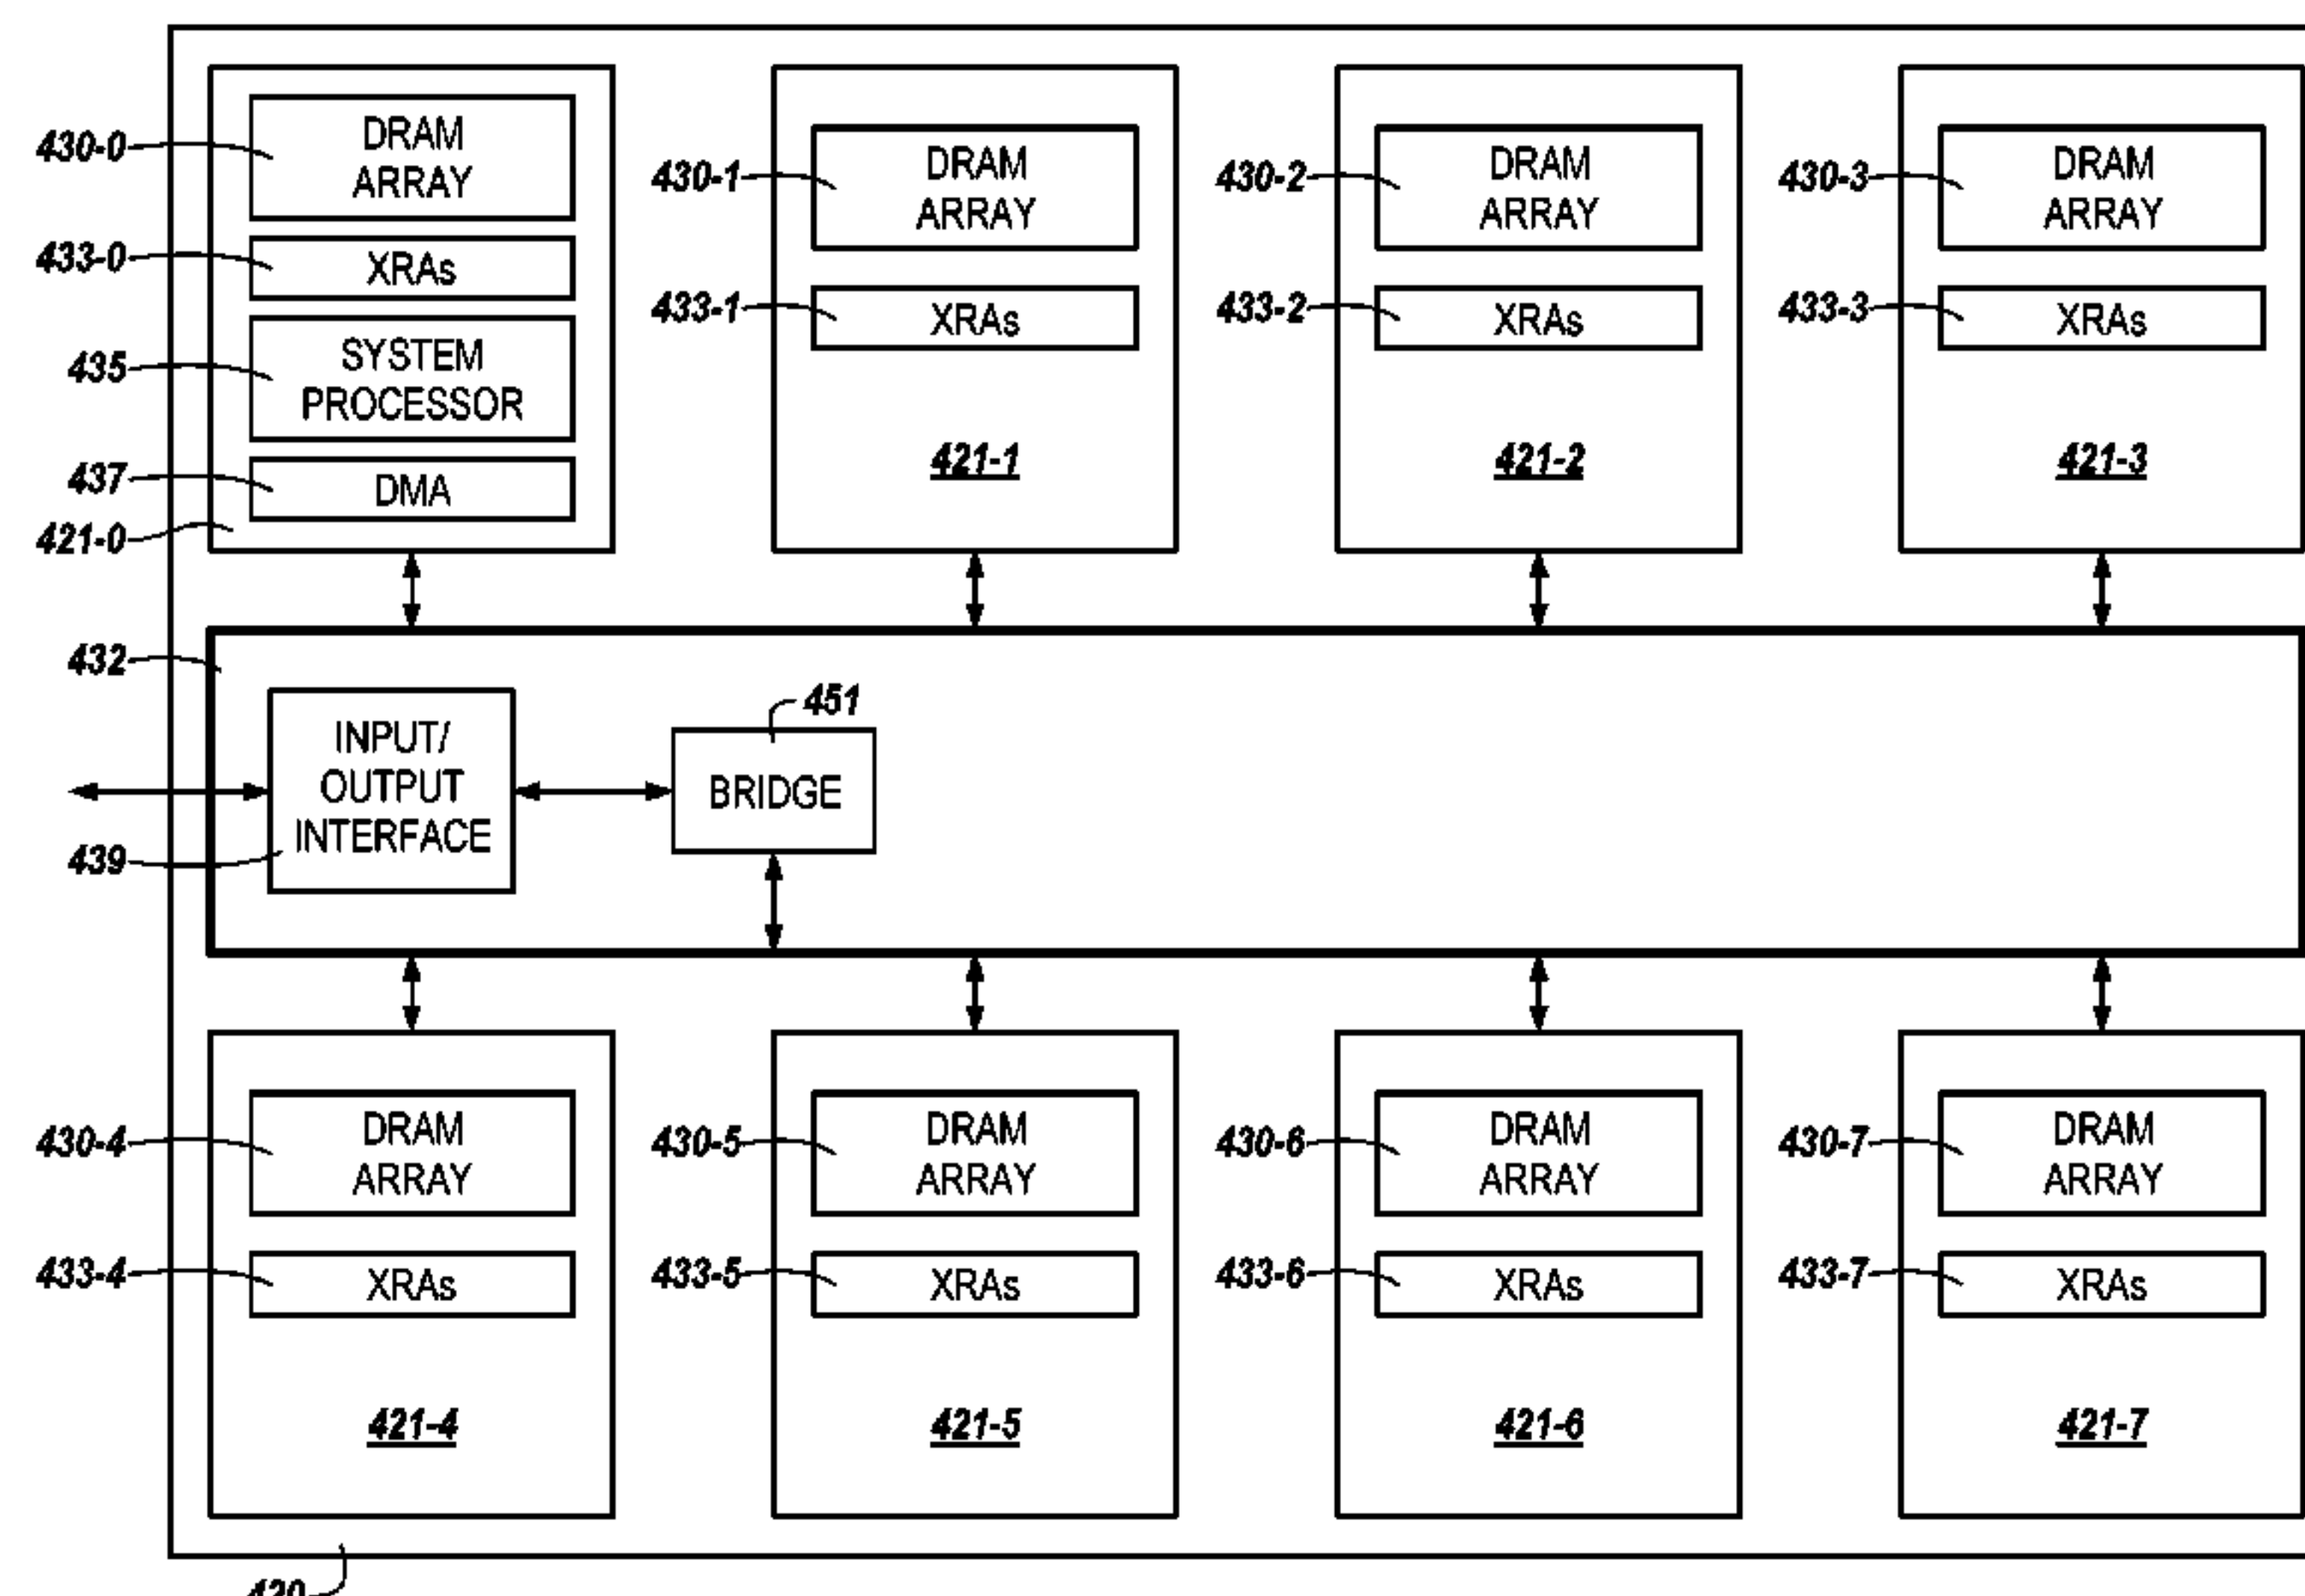 430-0
DRAM
ARRAY
433-0
XRAs
435
SYSTEM
PROCESSOR
437
DMA
421-0
430-1
DRAM
ARRAY
433-1
XRAs
421-1
430-2
DRAM
ARRAY
433-2
XRAs
421-2
430-3
DRAM
ARRAY
433-3
XRAs
421-3
432
INPUT/
OUTPUT
INTERFACE
439
451
BRIDGE
430-4
DRAM
ARRAY
433-4
XRAs
421-4
430-5
DRAM
ARRAY
433-5
XRAs
421-5
430-6
DRAM
ARRAY
433-6
XRAs
421-6
430-7
DRAM
ARRAY
433-7
XRAs
421-7
420